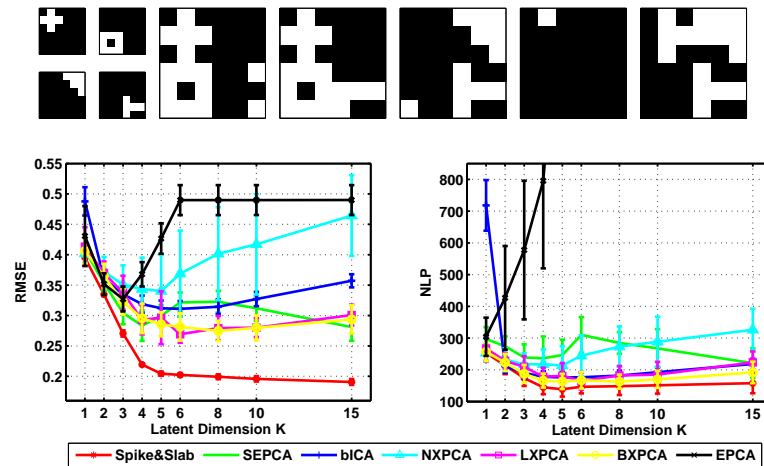 0.55
0.5
0.45
0.4
0.35
0.3
0.25
0.2
RMSE
1 2 3 4 5 6 8 10 15
Latent Dimension K
800
700
600
500
400
300
200
100
NLP
1 2 3 4 5 6 8 10 15
Latent Dimension K
Spike&Slab SEPCA bICA NXPCA LXPCA BXPCA EPCA